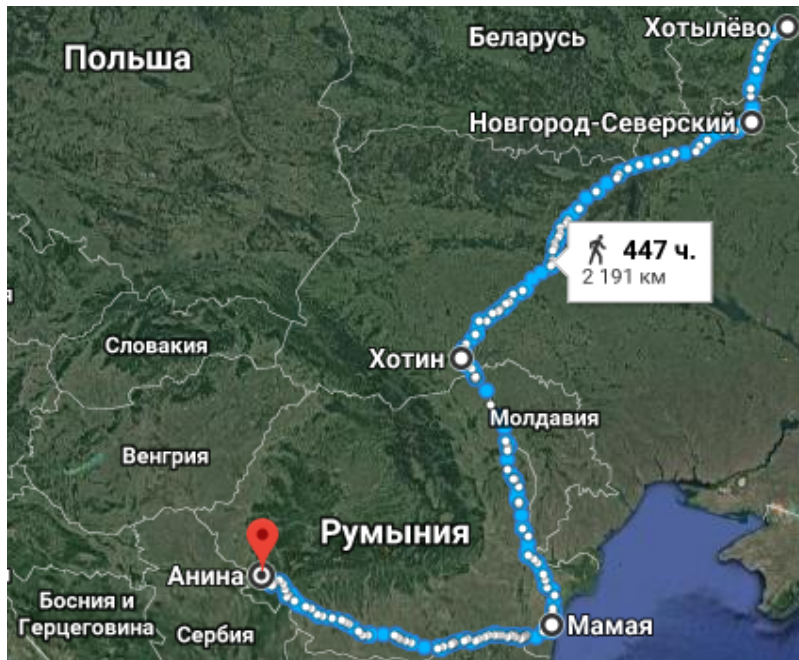 Хотылёво
Беларусь
Польша
Новгород-Северский
447 ч.
2 191 км
я
Словакия
Хотин
Молдавия
Венгрия
Румыния
Анина
Босния и
Герцеговина
Сербия
Мамая